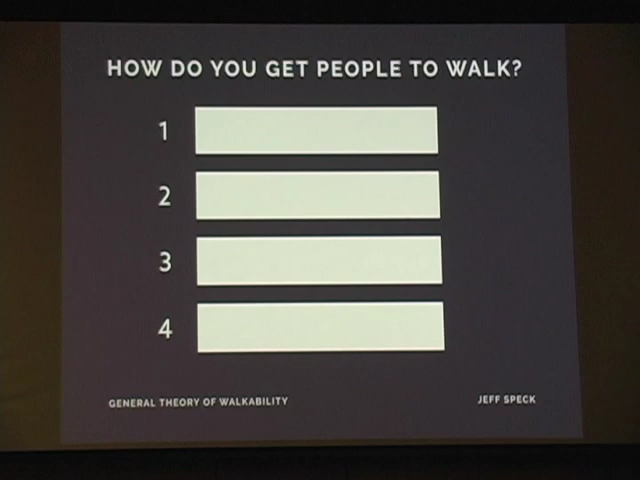 HOW DO YOU GET PEOPLE TO WALK?
1
2
3
4
GENERAL THEORY OF WALKABILITY
JEFF SPECK